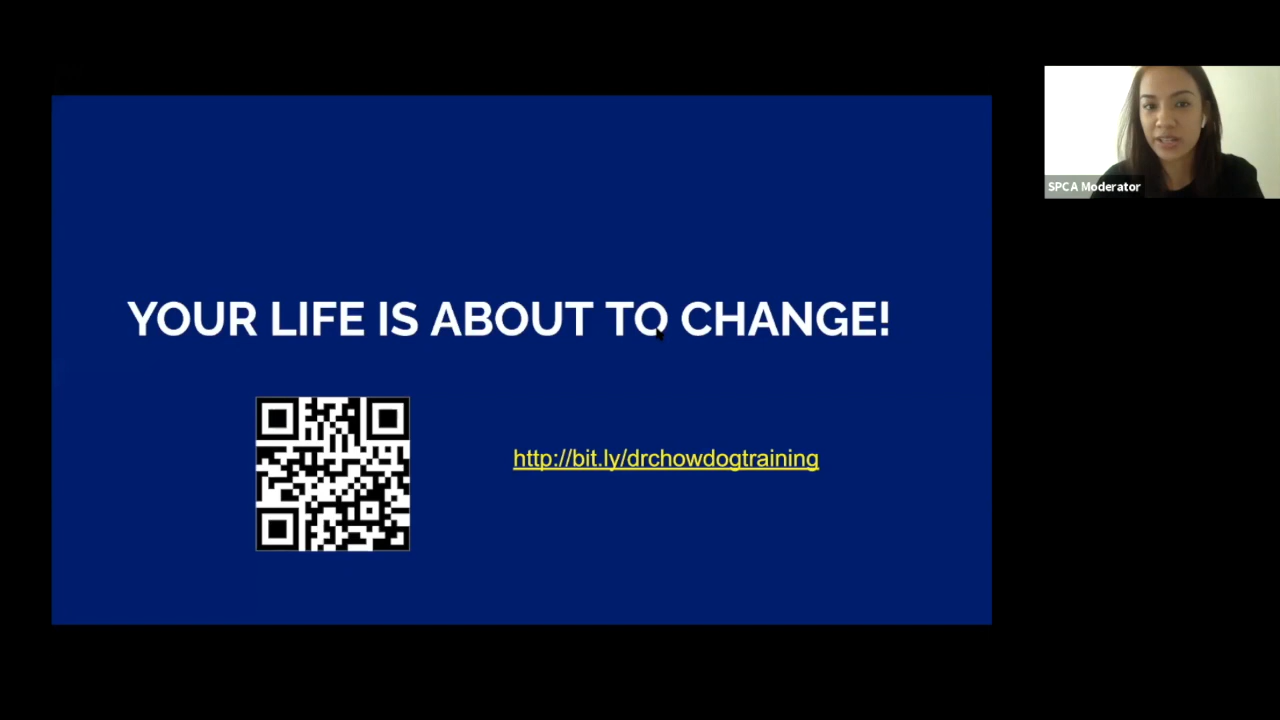 SPCA Moderator
YOUR LIFE IS ABOUT TO CHANGE!
http://bit.ly/drchowdogtraining